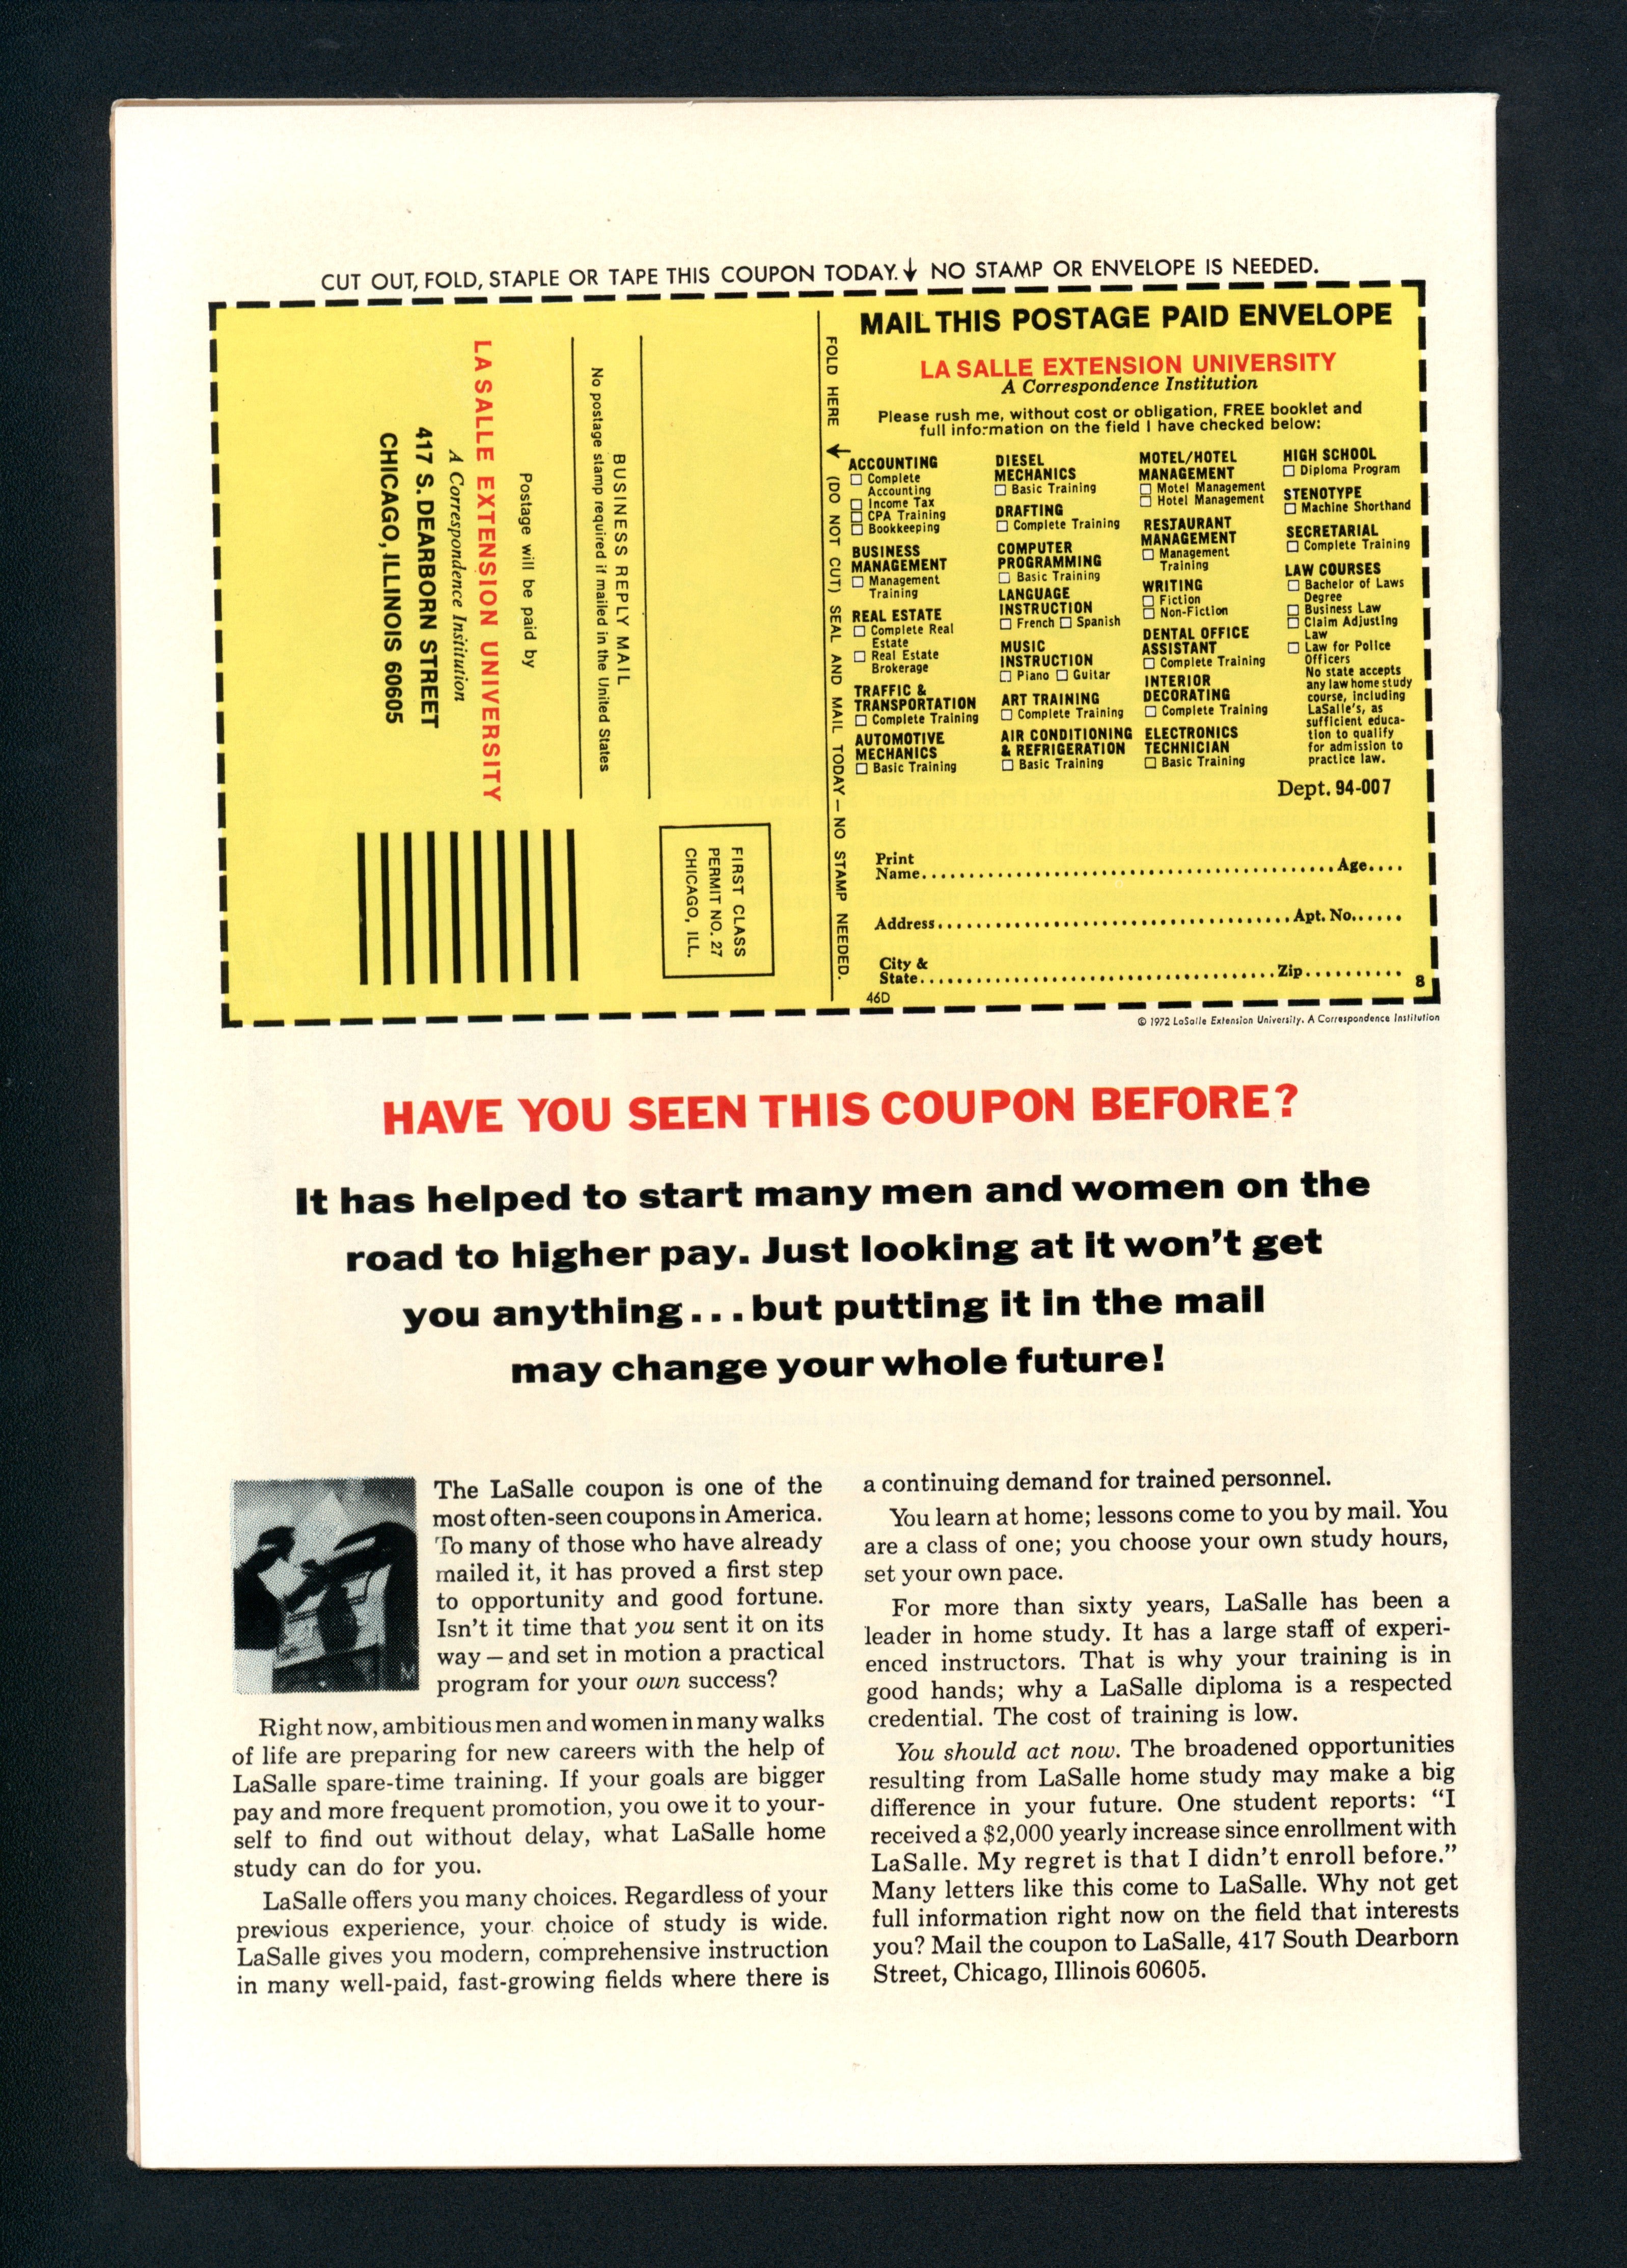 CUT OUT, FOLD, STAPLE OR TAPE THIS COUPON TODAY. ↓ NO STAMP OR ENVELOPE IS NEEDED.
BUSINESS REPLY MAIL
No postage stamp required if mailed in the United States
Postage will be paid by
LA SALLE EXTENSION UNIVERSITY
A Correspondence Institution
417 S. DEARBORN STREET
CHICAGO, ILLINOIS 60605
FIRST CLASS
PERMIT NO. 27
CHICAGO, ILL.
FOLD HERE → (DO NOT CUT) SEAL AND MAIL TODAY — NO STAMP NEEDED.
MAIL THIS POSTAGE PAID ENVELOPE
LA SALLE EXTENSION UNIVERSITY
A Correspondence Institution
Please rush me, without cost or obligation, FREE booklet and
full information on the field I have checked below:
ACCOUNTING
☐ Complete
Accounting
☐ Income Tax
☐ CPA Training
☐ Bookkeeping
BUSINESS
MANAGEMENT
☐ Management
Training
REAL ESTATE
☐ Complete Real
Estate
☐ Real Estate
Brokerage
TRAFFIC &
TRANSPORTATION
☐ Complete Training
AUTOMOTIVE
MECHANICS
☐ Basic Training
DIESEL
MECHANICS
☐ Basic Training
DRAFTING
☐ Complete Training
COMPUTER
PROGRAMMING
☐ Basic Training
LANGUAGE
INSTRUCTION
☐ French ☐ Spanish
MUSIC
INSTRUCTION
☐ Piano ☐ Guitar
ART TRAINING
☐ Complete Training
AIR CONDITIONING
& REFRIGERATION
☐ Basic Training
MOTEL/HOTEL
MANAGEMENT
☐ Motel Management
☐ Hotel Management
RESTAURANT
MANAGEMENT
☐ Management
Training
WRITING
☐ Fiction
☐ Non-Fiction
DENTAL OFFICE
ASSISTANT
☐ Complete Training
INTERIOR
DECORATING
☐ Complete Training
ELECTRONICS
TECHNICIAN
☐ Basic Training
HIGH SCHOOL
☐ Diploma Program
STENOTYPE
☐ Machine Shorthand
SECRETARIAL
☐ Complete Training
LAW COURSES
☐ Bachelor of Laws
Degree
☐ Business Law
☐ Claim Adjusting
Law
☐ Law for Police
Officers
No state accepts
any law home study
course, including
LaSalle's, as
sufficient educa-
tion to qualify
for admission to
practice law.
Dept. 94-007
Print
Name.......... Age....
Address.......... Apt. No......
City &
State.......... Zip..........
46D
8
© 1972 LaSalle Extension University. A Correspondence Institution
HAVE YOU SEEN THIS COUPON BEFORE?
It has helped to start many men and women on the
road to higher pay. Just looking at it won't get
you anything...but putting it in the mail
may change your whole future!
The LaSalle coupon is one of the
most often-seen coupons in America.
To many of those who have already
mailed it, it has proved a first step
to opportunity and good fortune.
Isn't it time that you sent it on its
way — and set in motion a practical
program for your own success?
Right now, ambitious men and women in many walks
of life are preparing for new careers with the help of
LaSalle spare-time training. If your goals are bigger
pay and more frequent promotion, you owe it to your-
self to find out without delay, what LaSalle home
study can do for you.
LaSalle offers you many choices. Regardless of your
previous experience, your choice of study is wide.
LaSalle gives you modern, comprehensive instruction
in many well-paid, fast-growing fields where there is
a continuing demand for trained personnel.
You learn at home; lessons come to you by mail. You
are a class of one; you choose your own study hours,
set your own pace.
For more than sixty years, LaSalle has been a
leader in home study. It has a large staff of experi-
enced instructors. That is why your training is in
good hands; why a LaSalle diploma is a respected
credential. The cost of training is low.
You should act now. The broadened opportunities
resulting from LaSalle home study may make a big
difference in your future. One student reports: "I
received a $2,000 yearly increase since enrollment with
LaSalle. My regret is that I didn't enroll before."
Many letters like this come to LaSalle. Why not get
full information right now on the field that interests
you? Mail the coupon to LaSalle, 417 South Dearborn
Street, Chicago, Illinois 60605.